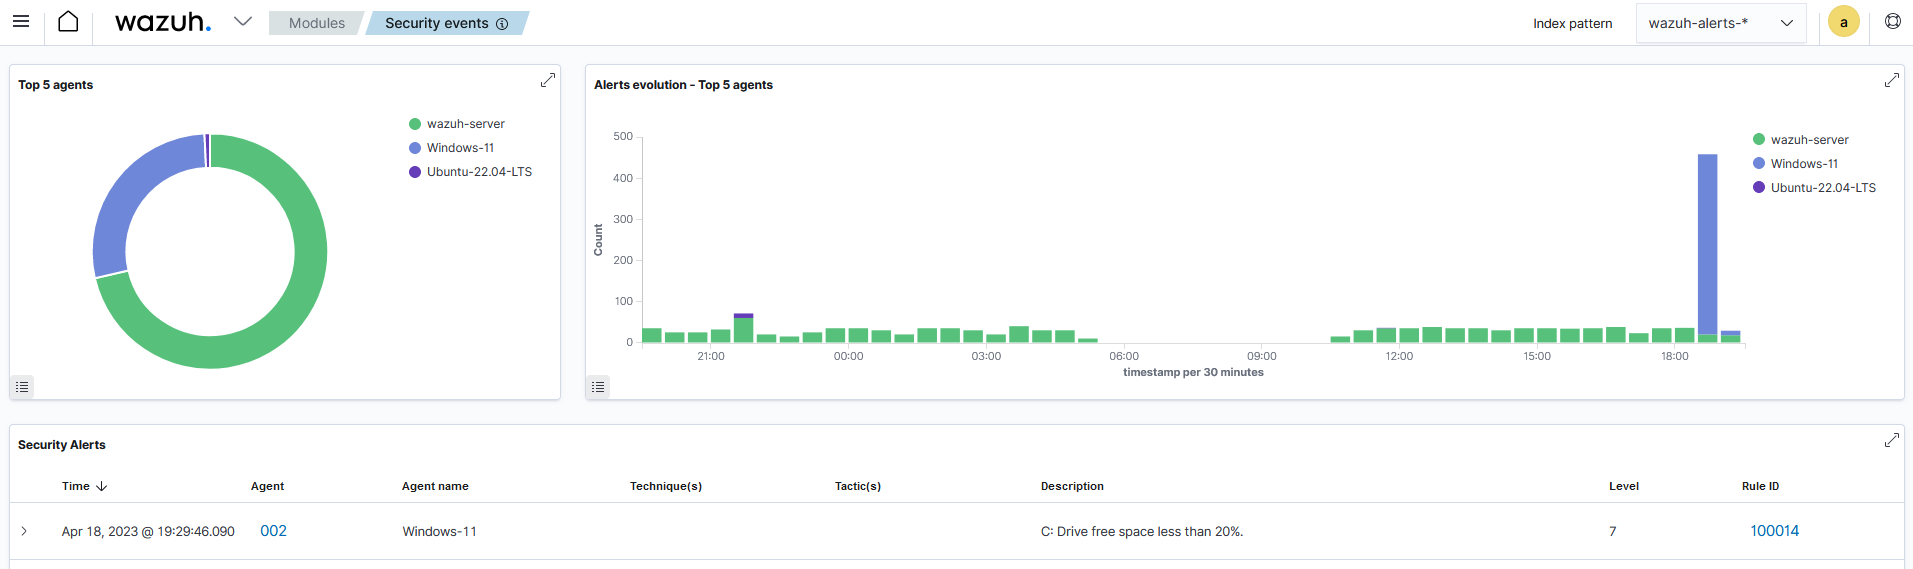 wazuh.
Modules
Security events
Index pattern
wazuh-alerts-*
a
Top 5 agents
wazuh-server
Windows-11
Ubuntu-22.04-LTS
Alerts evolution - Top 5 agents
500
400
300
200
100
0
Count
21:00 00:00 03:00 06:00 09:00 12:00 15:00 18:00
timestamp per 30 minutes
wazuh-server
Windows-11
Ubuntu-22.04-LTS
Security Alerts
Time Agent Agent name Technique(s) Tactic(s) Description Level Rule ID
Apr 18, 2023 @ 19:29:46.090 002 Windows-11 C: Drive free space less than 20%. 7 100014